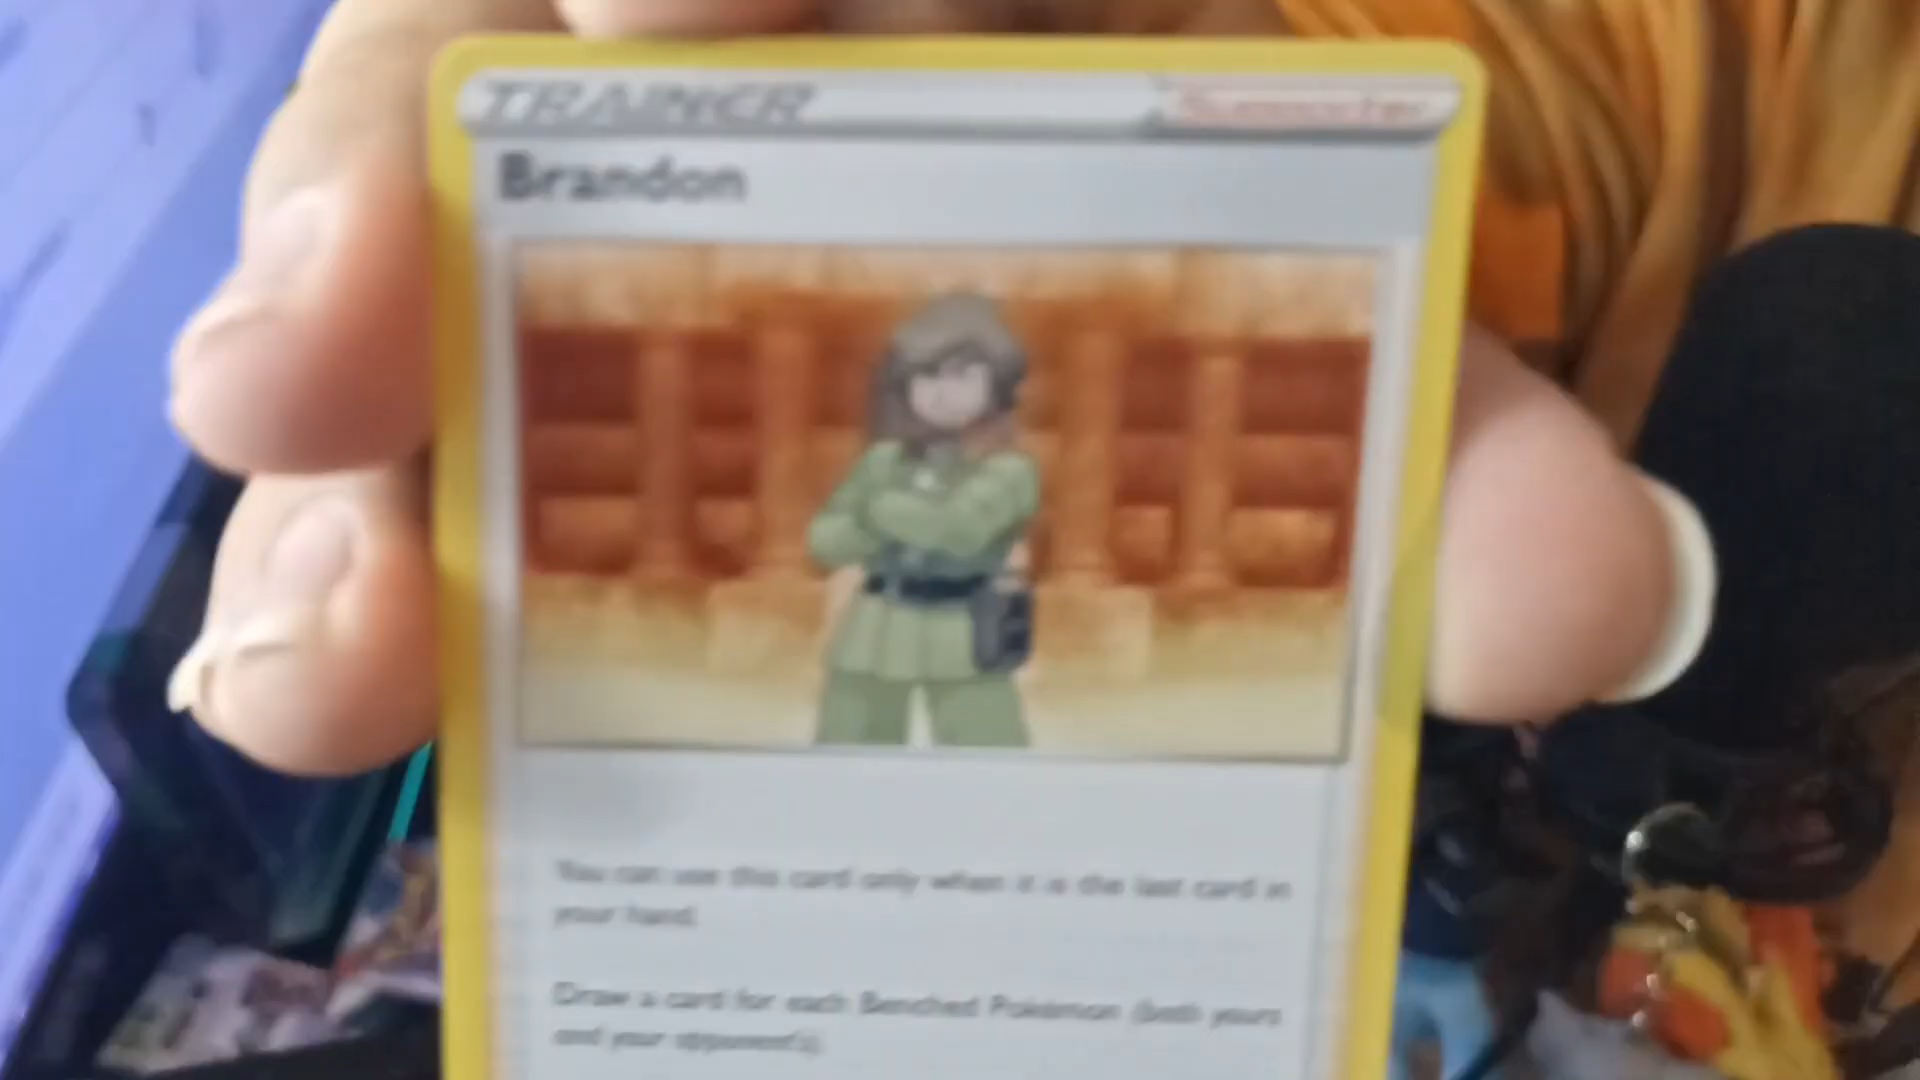 TRAINER Supporter
Brandon
You can use this card only when it is the last card in
your hand.
Draw a card for each Benched Pokémon (both yours
and your opponent's).